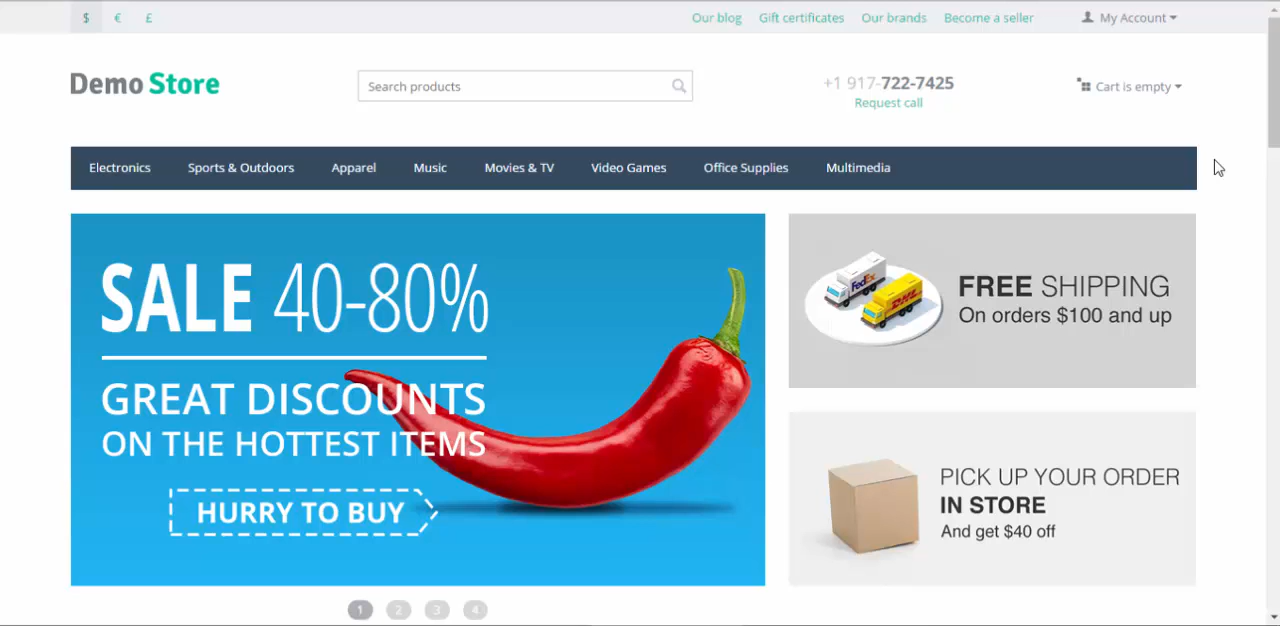 $ € £ Our blog Gift certificates Our brands Become a seller My Account
Demo Store
Search products
+1 917-722-7425
Request call
Cart is empty
Electronics Sports & Outdoors Apparel Music Movies & TV Video Games Office Supplies Multimedia
SALE 40-80%
GREAT DISCOUNTS
ON THE HOTTEST ITEMS
HURRY TO BUY
FedEx
DHL
FREE SHIPPING
On orders $100 and up
PICK UP YOUR ORDER
IN STORE
And get $40 off
1 2 3 4